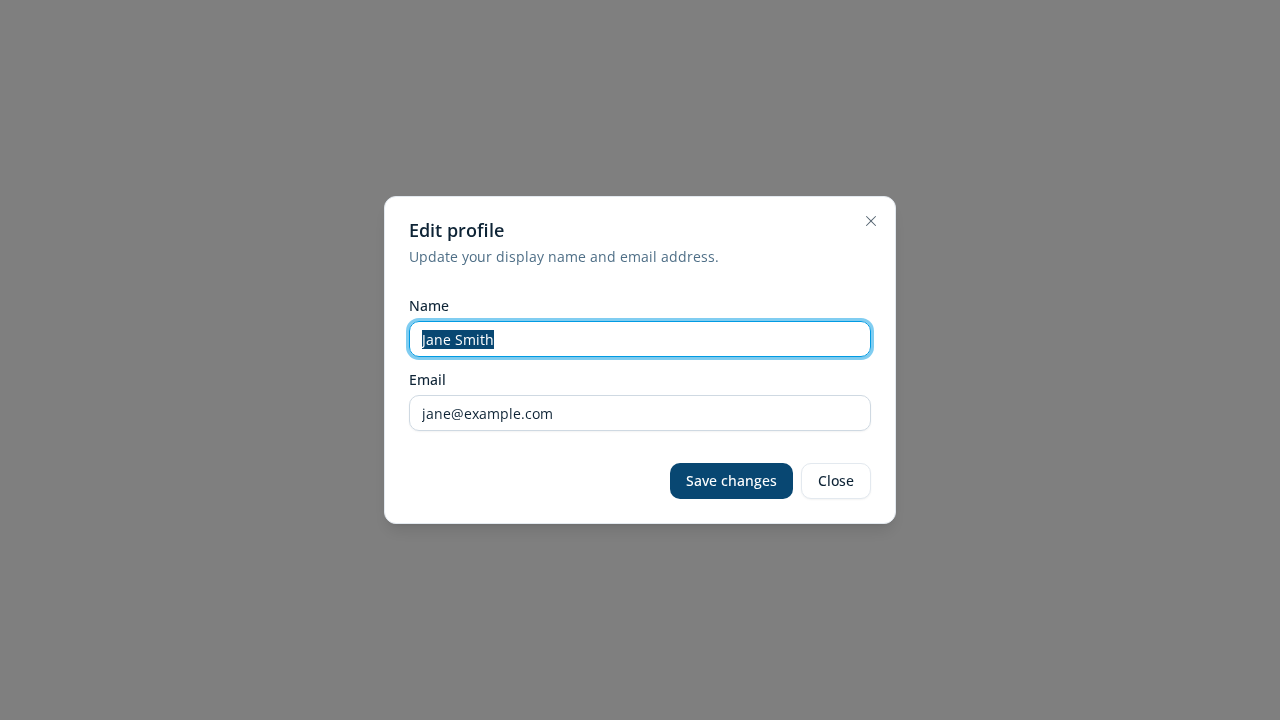 Edit profile
Update your display name and email address.
Name
Jane Smith
Email
jane@example.com
Save changes
Close